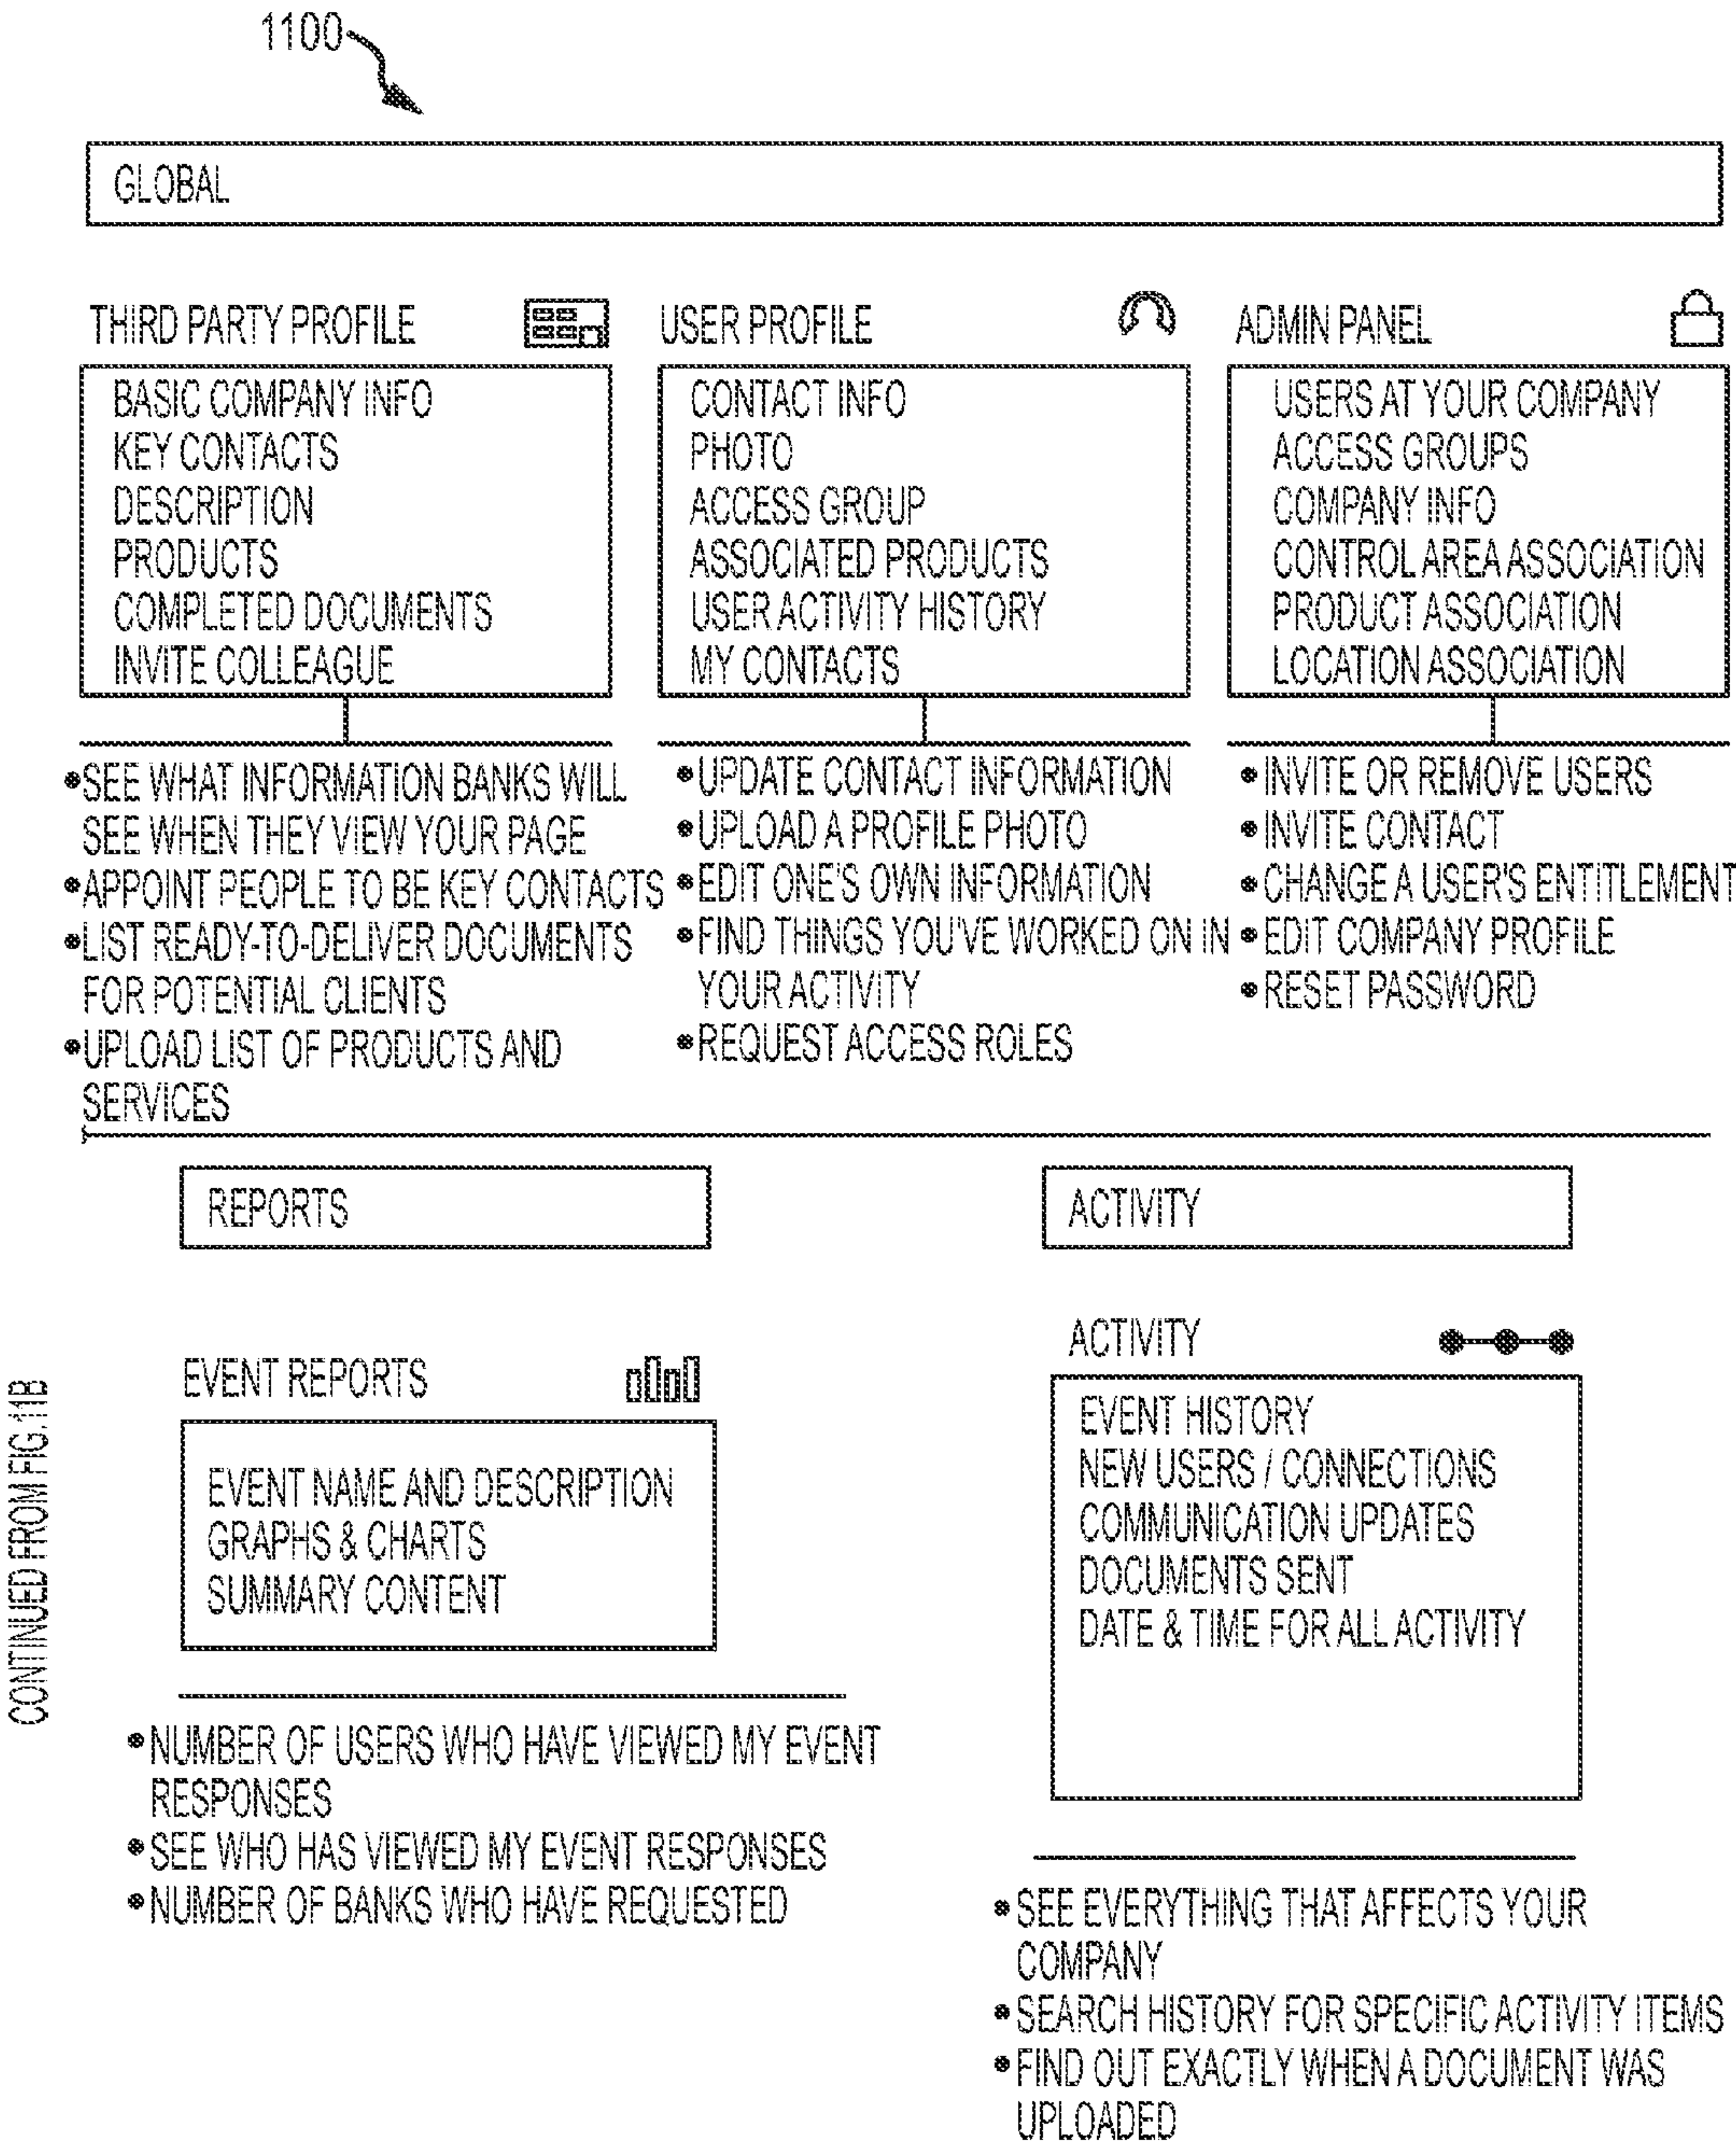 1100
GLOBAL
THIRD PARTY PROFILE
BASIC COMPANY INFO
KEY CONTACTS
DESCRIPTION
PRODUCTS
COMPLETED DOCUMENTS
INVITE COLLEAGUE
•SEE WHAT INFORMATION BANKS WILL
SEE WHEN THEY VIEW YOUR PAGE
•APPOINT PEOPLE TO BE KEY CONTACTS
•LIST READY-TO-DELIVER DOCUMENTS
FOR POTENTIAL CLIENTS
•UPLOAD LIST OF PRODUCTS AND
SERVICES
USER PROFILE
CONTACT INFO
PHOTO
ACCESS GROUP
ASSOCIATED PRODUCTS
USER ACTIVITY HISTORY
MY CONTACTS
•UPDATE CONTACT INFORMATION
•UPLOAD A PROFILE PHOTO
•EDIT ONE'S OWN INFORMATION
•FIND THINGS YOU'VE WORKED ON IN
YOUR ACTIVITY
•REQUEST ACCESS ROLES
ADMIN PANEL
USERS AT YOUR COMPANY
ACCESS GROUPS
COMPANY INFO
CONTROL AREA ASSOCIATION
PRODUCT ASSOCIATION
LOCATION ASSOCIATION
•INVITE OR REMOVE USERS
•INVITE CONTACT
•CHANGE A USER'S ENTITLEMENT
•EDIT COMPANY PROFILE
•RESET PASSWORD
CONTINUED FROM FIG.11B
REPORTS
EVENT REPORTS
EVENT NAME AND DESCRIPTION
GRAPHS & CHARTS
SUMMARY CONTENT
•NUMBER OF USERS WHO HAVE VIEWED MY EVENT
RESPONSES
•SEE WHO HAS VIEWED MY EVENT RESPONSES
•NUMBER OF BANKS WHO HAVE REQUESTED
ACTIVITY
ACTIVITY
EVENT HISTORY
NEW USERS / CONNECTIONS
COMMUNICATION UPDATES
DOCUMENTS SENT
DATE & TIME FOR ALL ACTIVITY
•SEE EVERYTHING THAT AFFECTS YOUR
COMPANY
•SEARCH HISTORY FOR SPECIFIC ACTIVITY ITEMS
•FIND OUT EXACTLY WHEN A DOCUMENT WAS
UPLOADED